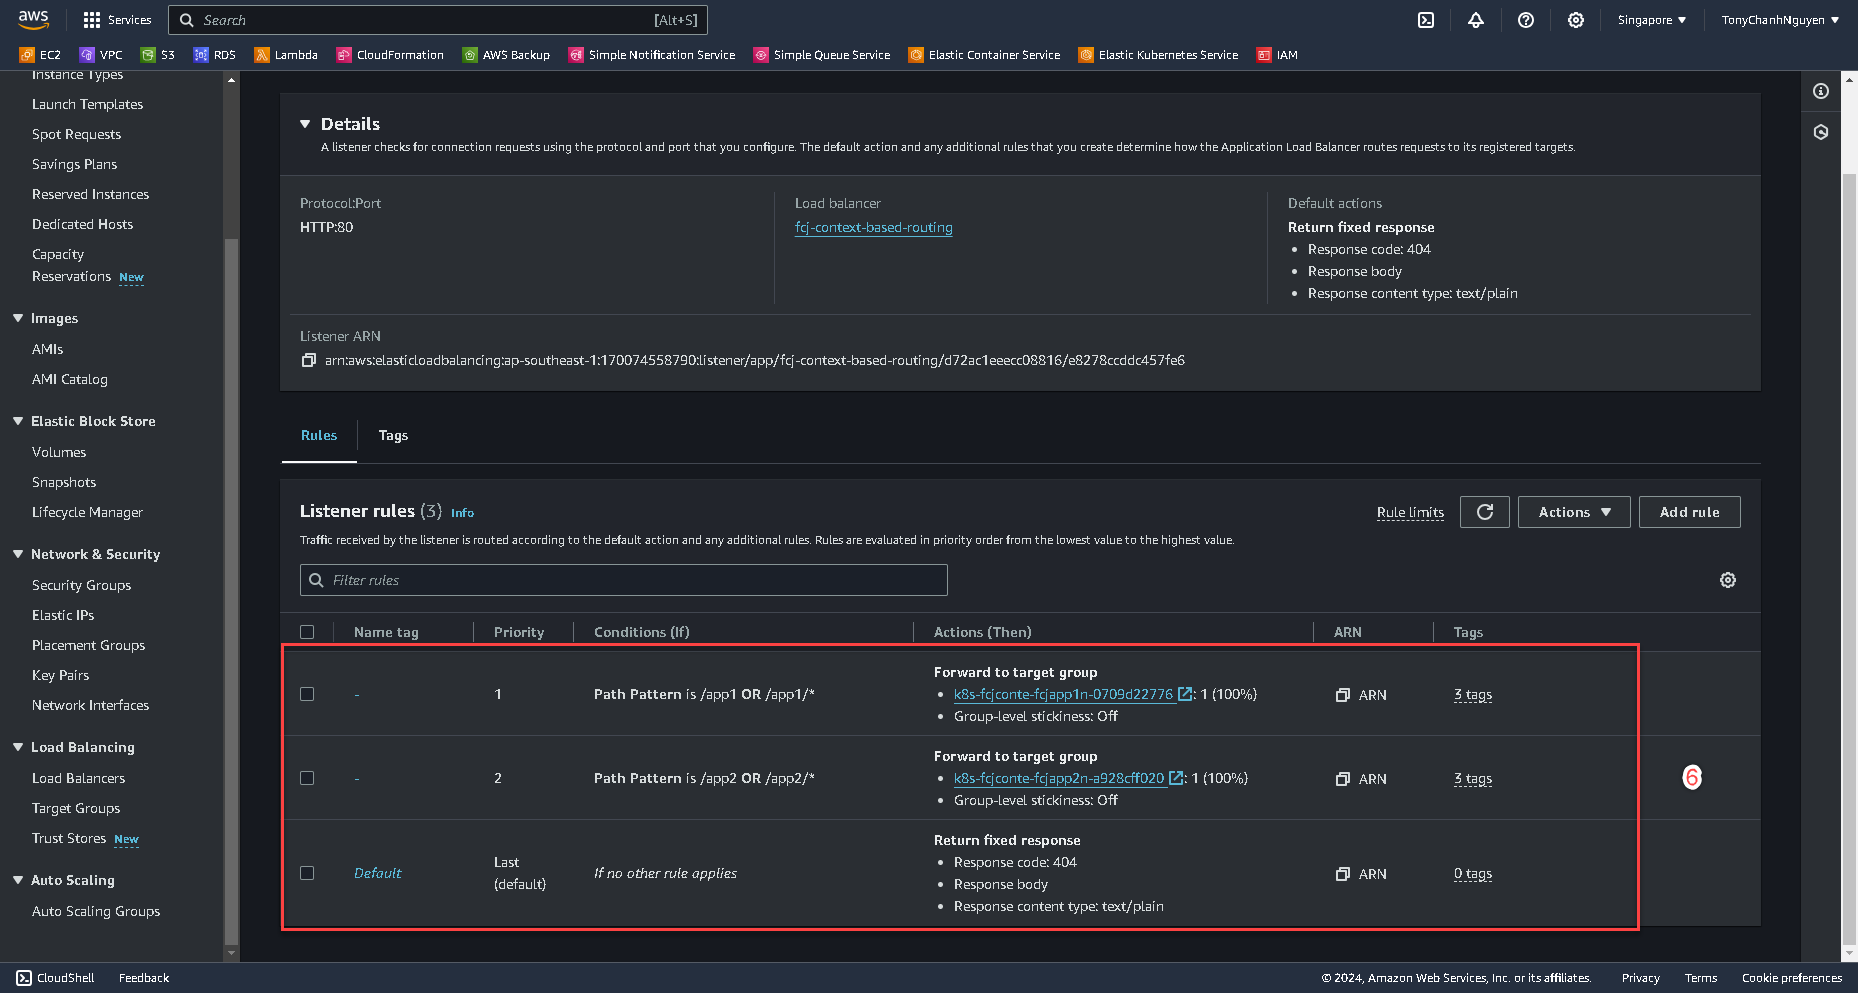 aws
Services
Search
[Alt+S]
Singapore
TonyChanhNguyen
EC2
VPC
S3
RDS
Lambda
CloudFormation
AWS Backup
Simple Notification Service
Simple Queue Service
Elastic Container Service
Elastic Kubernetes Service
IAM
Instance Types
Launch Templates
Spot Requests
Savings Plans
Reserved Instances
Dedicated Hosts
Capacity
Reservations New
Images
AMIs
AMI Catalog
Elastic Block Store
Volumes
Snapshots
Lifecycle Manager
Network & Security
Security Groups
Elastic IPs
Placement Groups
Key Pairs
Network Interfaces
Load Balancing
Load Balancers
Target Groups
Trust Stores New
Auto Scaling
Auto Scaling Groups
Details
A listener checks for connection requests using the protocol and port that you configure. The default action and any additional rules that you create determine how the Application Load Balancer routes requests to its registered targets.
Protocol:Port
HTTP:80
Load balancer
fcj-context-based-routing
Default actions
Return fixed response
• Response code: 404
• Response body
• Response content type: text/plain
Listener ARN
arn:aws:elasticloadbalancing:ap-southeast-1:170074558790:listener/app/fcj-context-based-routing/d72ac1eeecc08816/e8278ccddc457fe6
Rules
Tags
Listener rules (3) Info
Rule limits
Actions
Add rule
Traffic received by the listener is routed according to the default action and any additional rules. Rules are evaluated in priority order from the lowest value to the highest value.
Filter rules
Name tag
Priority
Conditions (If)
Actions (Then)
ARN
Tags
-
1
Path Pattern is /app1 OR /app1/*
Forward to target group
• k8s-fcjconte-fcjapp1n-0709d22776 : 1 (100%)
• Group-level stickiness: Off
ARN
3 tags
-
2
Path Pattern is /app2 OR /app2/*
Forward to target group
• k8s-fcjconte-fcjapp2n-a928cff020 : 1 (100%)
• Group-level stickiness: Off
ARN
3 tags
6
Default
Last
(default)
If no other rule applies
Return fixed response
• Response code: 404
• Response body
• Response content type: text/plain
ARN
0 tags
CloudShell
Feedback
© 2024, Amazon Web Services, Inc. or its affiliates.
Privacy
Terms
Cookie preferences